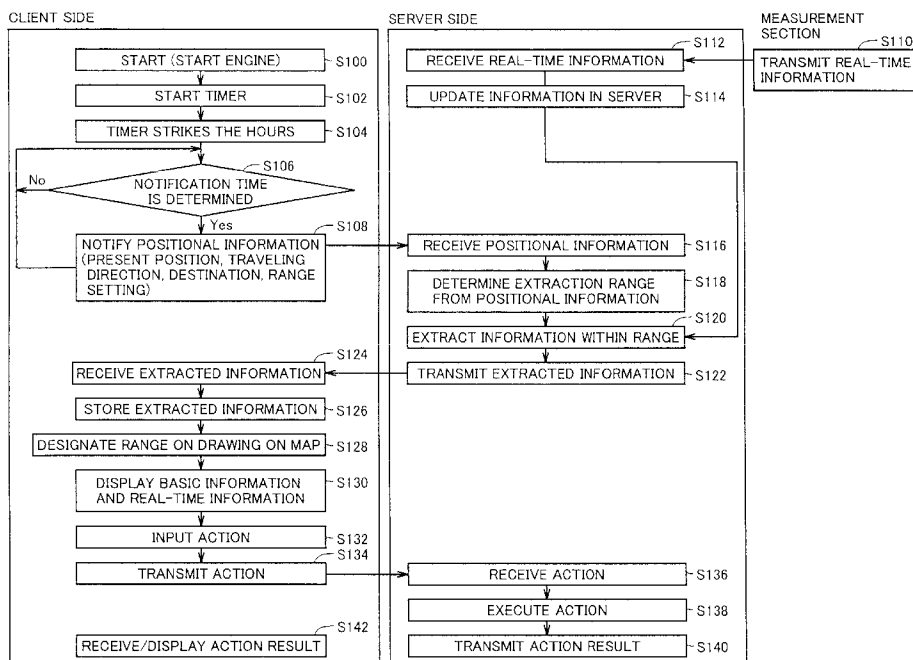 CLIENT SIDE
SERVER SIDE
MEASUREMENT
SECTION
START (START ENGINE)
S100
START TIMER
S102
TIMER STRIKES THE HOURS
S104
S106
No
NOTIFICATION TIME
IS DETERMINED
Yes
S108
NOTIFY POSITIONAL INFORMATION
(PRESENT POSITION, TRAVELING
DIRECTION, DESTINATION, RANGE
SETTING)
S110
TRANSMIT REAL-TIME
INFORMATION
S112
RECEIVE REAL-TIME INFORMATION
UPDATE INFORMATION IN SERVER
S114
RECEIVE POSITIONAL INFORMATION
S116
DETERMINE EXTRACTION RANGE
FROM POSITIONAL INFORMATION
S118
S120
EXTRACT INFORMATION WITHIN RANGE
TRANSMIT EXTRACTED INFORMATION
S122
S124
RECEIVE EXTRACTED INFORMATION
STORE EXTRACTED INFORMATION
S126
DESIGNATE RANGE ON DRAWING ON MAP
S128
DISPLAY BASIC INFORMATION
AND REAL-TIME INFORMATION
S130
INPUT ACTION
S132
S134
TRANSMIT ACTION
RECEIVE ACTION
S136
EXECUTE ACTION
S138
TRANSMIT ACTION RESULT
S140
S142
RECEIVE/DISPLAY ACTION RESULT